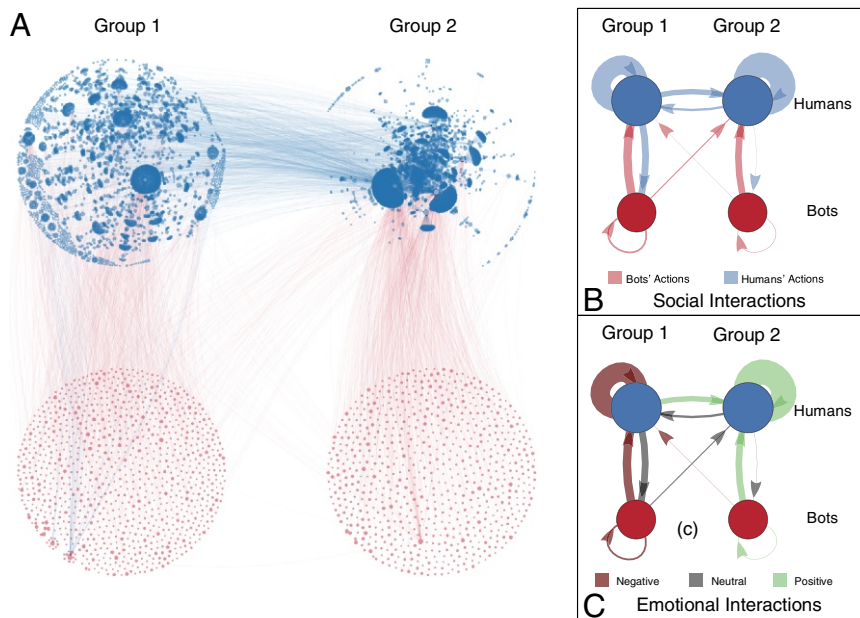 A
Group 1 Group 2
Group 1 Group 2
Humans
Bots
Bots' Actions Humans' Actions
B Social Interactions
Group 1 Group 2
Humans
Bots
(c)
Negative Neutral Positive
C Emotional Interactions